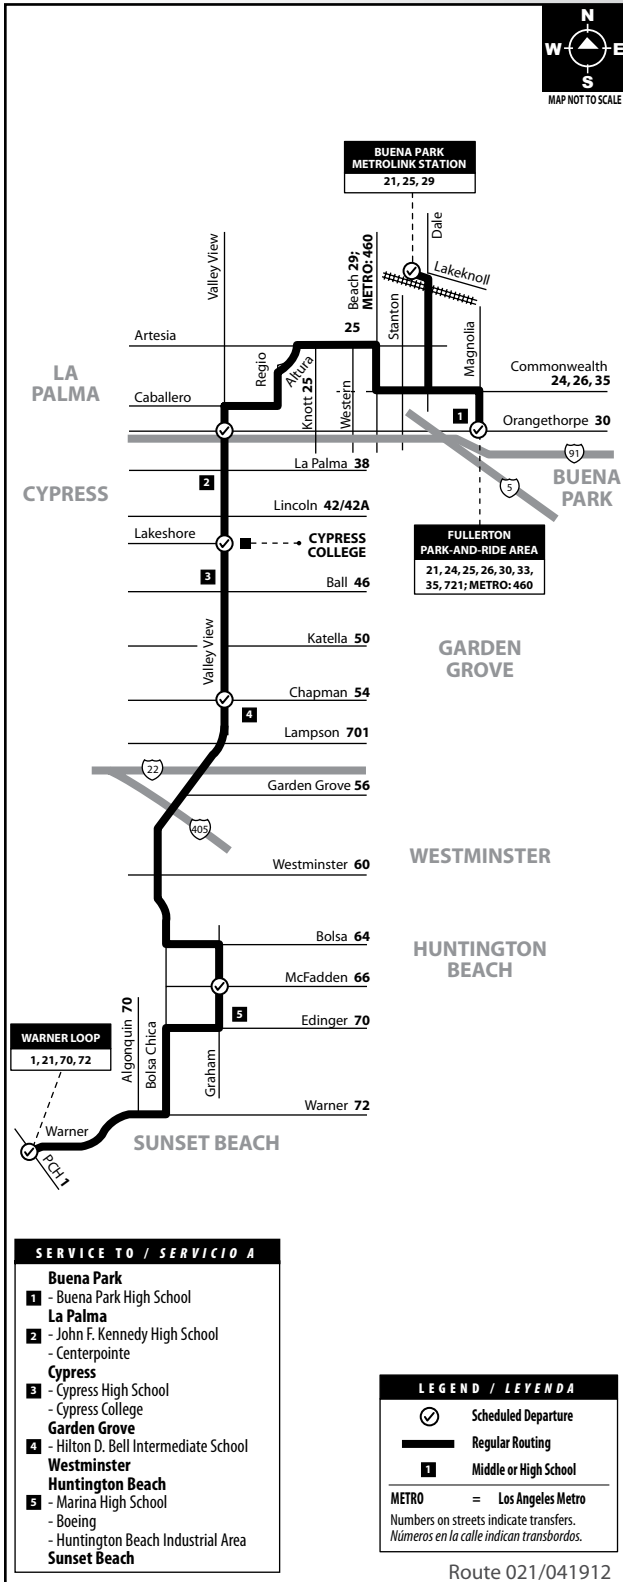 N
W E
S
MAP NOT TO SCALE
BUENA PARK
METROLINK STATION
21, 25, 29
Valley View
Beach 29;
METRO: 460
Dale
Lakeknoll
Stanton
Magnolia
25
Artesia
Regio
Altura
Knott 25
Western
Commonwealth
24, 26, 35
LA
PALMA
Caballero
1
Orangethorpe 30
91
5
BUENA
PARK
La Palma 38
2
CYPRESS
Lincoln 42/42A
Lakeshore
CYPRESS
COLLEGE
FULLERTON
PARK-AND-RIDE AREA
21, 24, 25, 26, 30, 33,
35, 721; METRO: 460
3
Ball 46
Valley View
Katella 50
GARDEN
GROVE
Chapman 54
4
Lampson 701
22
Garden Grove 56
405
WESTMINSTER
Westminster 60
Bolsa 64
HUNTINGTON
BEACH
McFadden 66
5
Edinger 70
Algonquin 70
Bolsa Chica
Graham
WARNER LOOP
1, 21, 70, 72
Warner 72
Warner
SUNSET BEACH
PCH 1
SERVICE TO / SERVICIO A
Buena Park
1 - Buena Park High School
La Palma
2 - John F. Kennedy High School
- Centerpointe
Cypress
3 - Cypress High School
- Cypress College
Garden Grove
4 - Hilton D. Bell Intermediate School
Westminster
Huntington Beach
5 - Marina High School
- Boeing
- Huntington Beach Industrial Area
Sunset Beach
LEGEND / LEYENDA
Scheduled Departure
Regular Routing
1 Middle or High School
METRO = Los Angeles Metro
Numbers on streets indicate transfers.
Números en la calle indican transbordos.
Route 021/041912